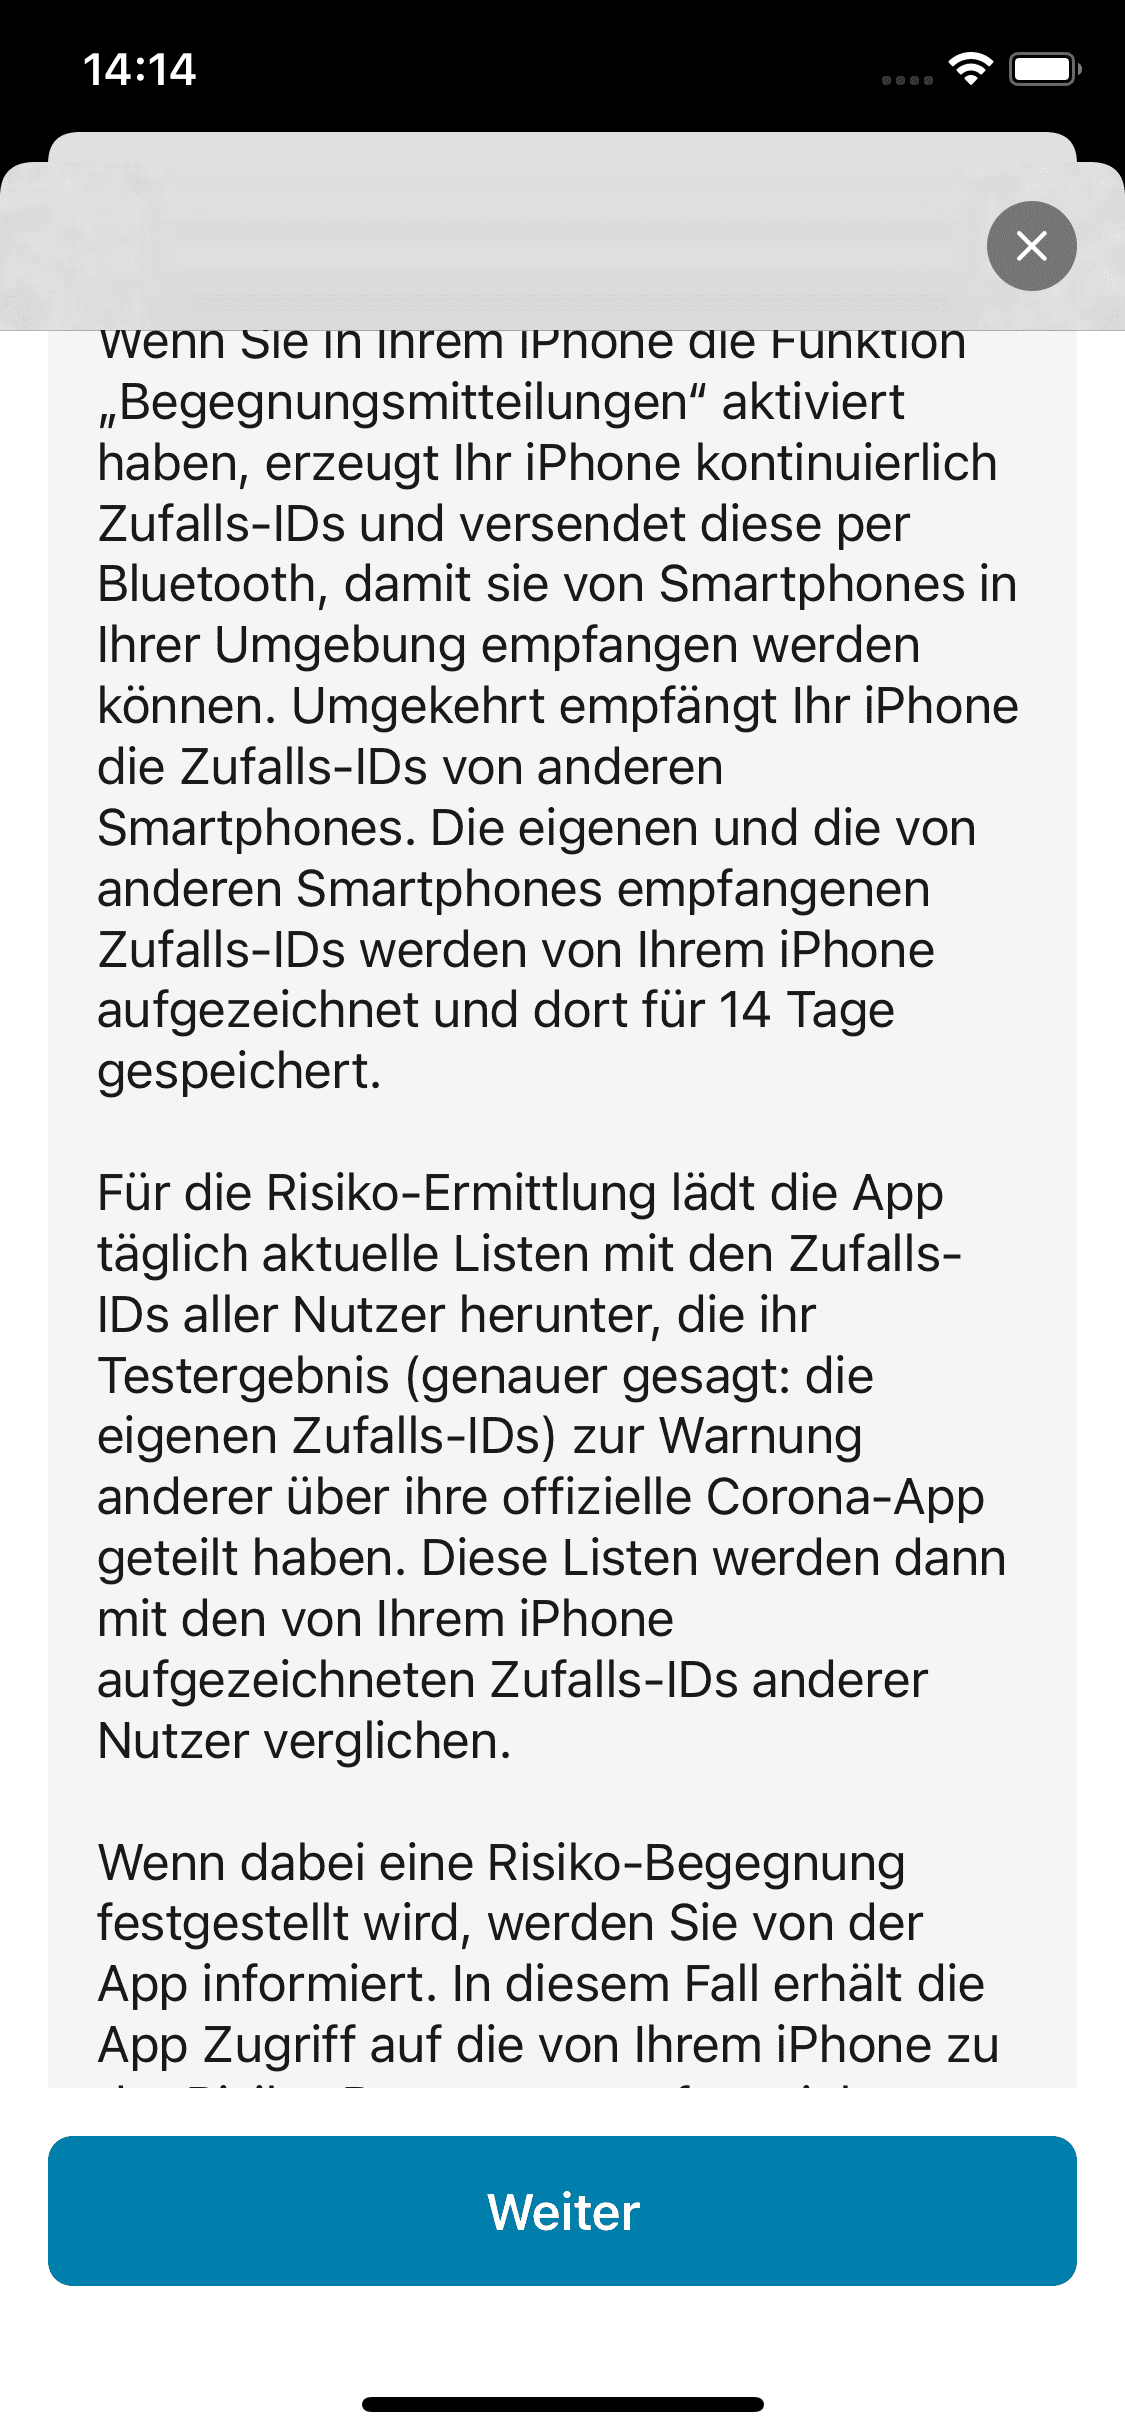 14:14
Wenn Sie in Ihrem iPhone die Funktion
„Begegnungsmitteilungen“ aktiviert
haben, erzeugt Ihr iPhone kontinuierlich
Zufalls-IDs und versendet diese per
Bluetooth, damit sie von Smartphones in
Ihrer Umgebung empfangen werden
können. Umgekehrt empfängt Ihr iPhone
die Zufalls-IDs von anderen
Smartphones. Die eigenen und die von
anderen Smartphones empfangenen
Zufalls-IDs werden von Ihrem iPhone
aufgezeichnet und dort für 14 Tage
gespeichert.
Für die Risiko-Ermittlung lädt die App
täglich aktuelle Listen mit den Zufalls-
IDs aller Nutzer herunter, die ihr
Testergebnis (genauer gesagt: die
eigenen Zufalls-IDs) zur Warnung
anderer über ihre offizielle Corona-App
geteilt haben. Diese Listen werden dann
mit den von Ihrem iPhone
aufgezeichneten Zufalls-IDs anderer
Nutzer verglichen.
Wenn dabei eine Risiko-Begegnung
festgestellt wird, werden Sie von der
App informiert. In diesem Fall erhält die
App Zugriff auf die von Ihrem iPhone zu
Weiter